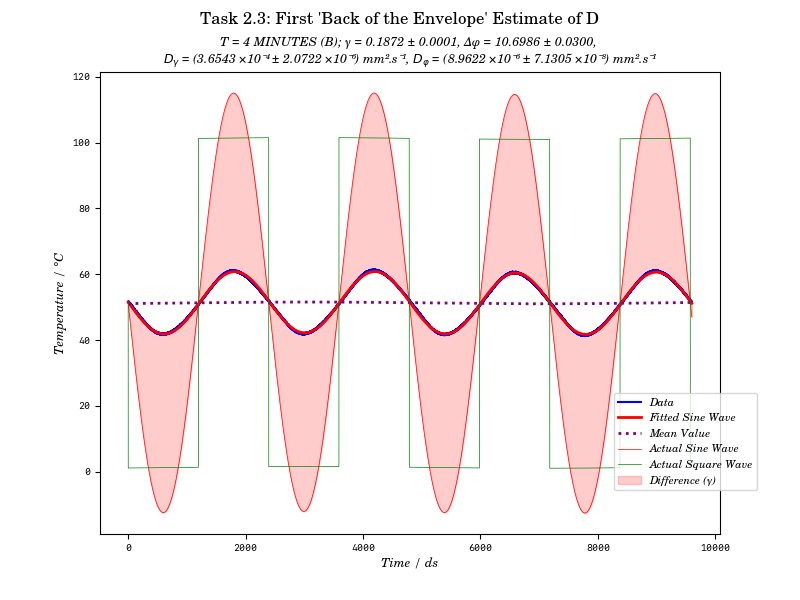 Task 2.3: First 'Back of the Envelope' Estimate of D
T = 4 MINUTES (B); γ = 0.1872 ± 0.0001, Δφ = 10.6986 ± 0.0300,
Dᵧ = (3.6543 ×10⁻⁴ ± 2.0722 ×10⁻⁶) mm².s⁻¹, Dᵩ = (8.9622 ×10⁻⁶ ± 7.1305 ×10⁻⁸) mm².s⁻¹
120
100
80
60
40
20
0
Temperature / °C
0
2000
4000
6000
8000
10000
Time / ds
Data
Fitted Sine Wave
Mean Value
Actual Sine Wave
Actual Square Wave
Difference (γ)